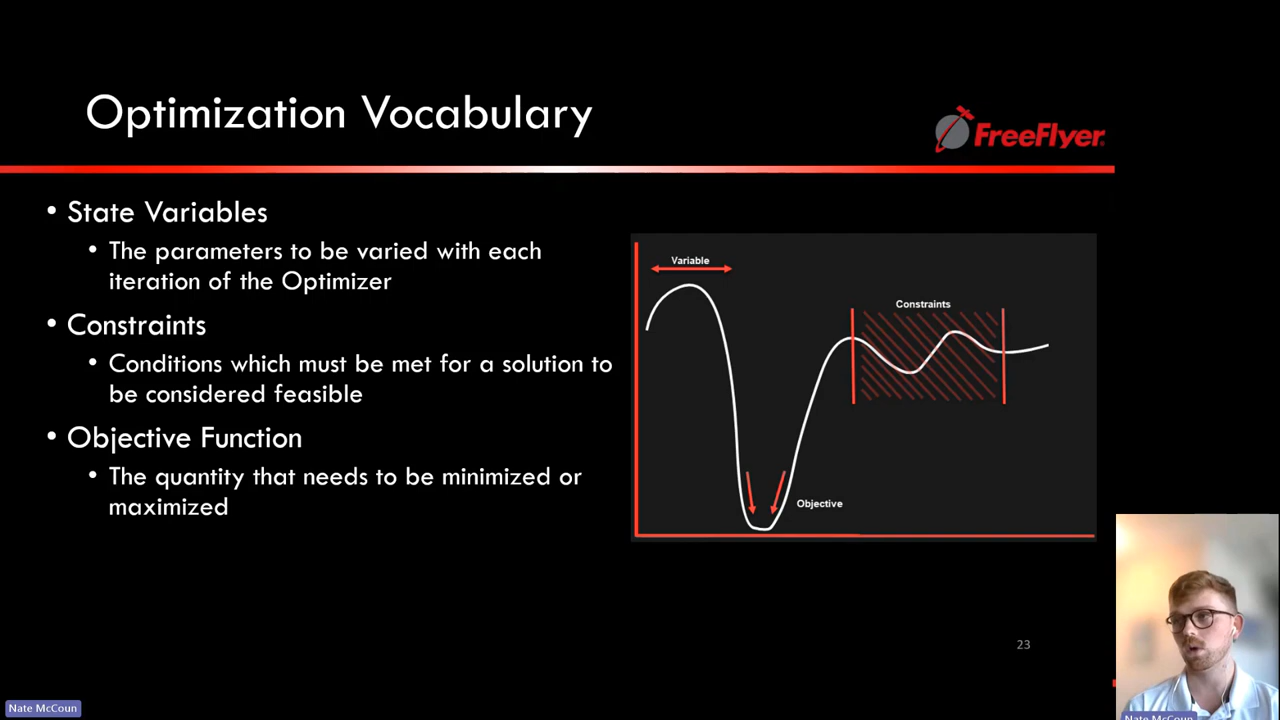 Optimization Vocabulary
FreeFlyer
• State Variables
• The parameters to be varied with each
iteration of the Optimizer
• Constraints
• Conditions which must be met for a solution to
be considered feasible
• Objective Function
• The quantity that needs to be minimized or
maximized
Variable
Constraints
Objective
23
Nate McCoun
Nate McCoun